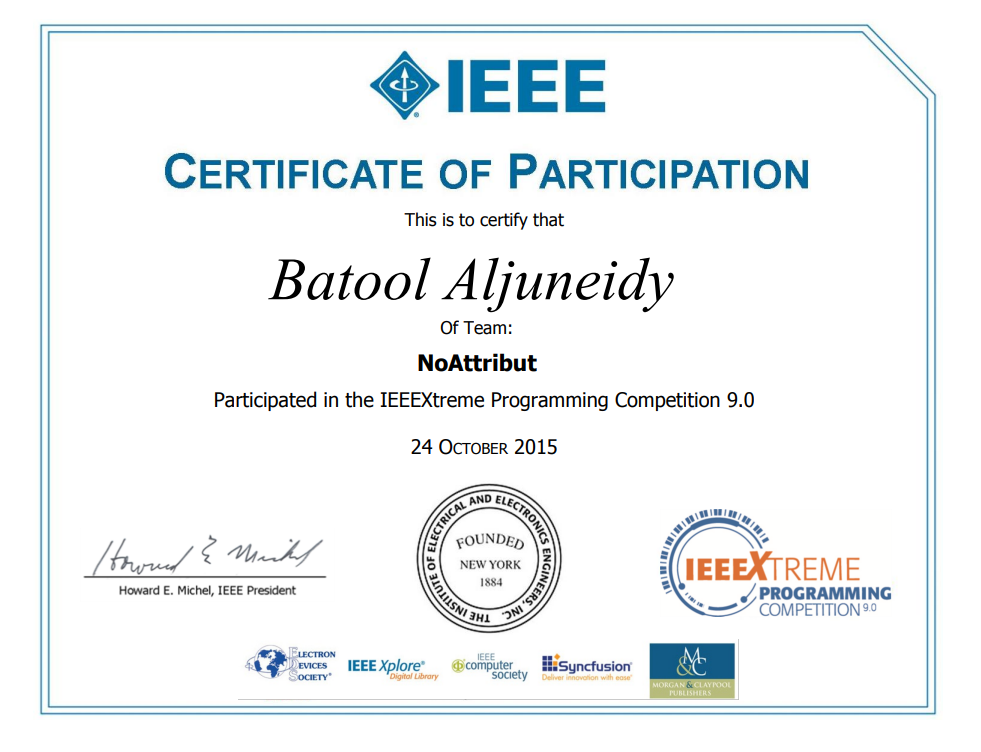 IEEE
CERTIFICATE OF PARTICIPATION
This is to certify that
Batool Aljuneidy
Of Team:
NoAttribut
Participated in the IEEEXtreme Programming Competition 9.0
24 OCTOBER 2015
Howard E. Michel
Howard E. Michel, IEEE President
THE INSTITUTE OF ELECTRICAL AND ELECTRONICS ENGINEERS, INC.
FOUNDED
NEW YORK
1884
IEEEXTREME
PROGRAMMING
COMPETITION 9.0
ELECTRON
DEVICES
SOCIETY®
IEEE Xplore®
Digital Library
IEEE
computer
society
Syncfusion®
Deliver innovation with ease®
M
&C
MORGAN & CLAYPOOL
PUBLISHERS